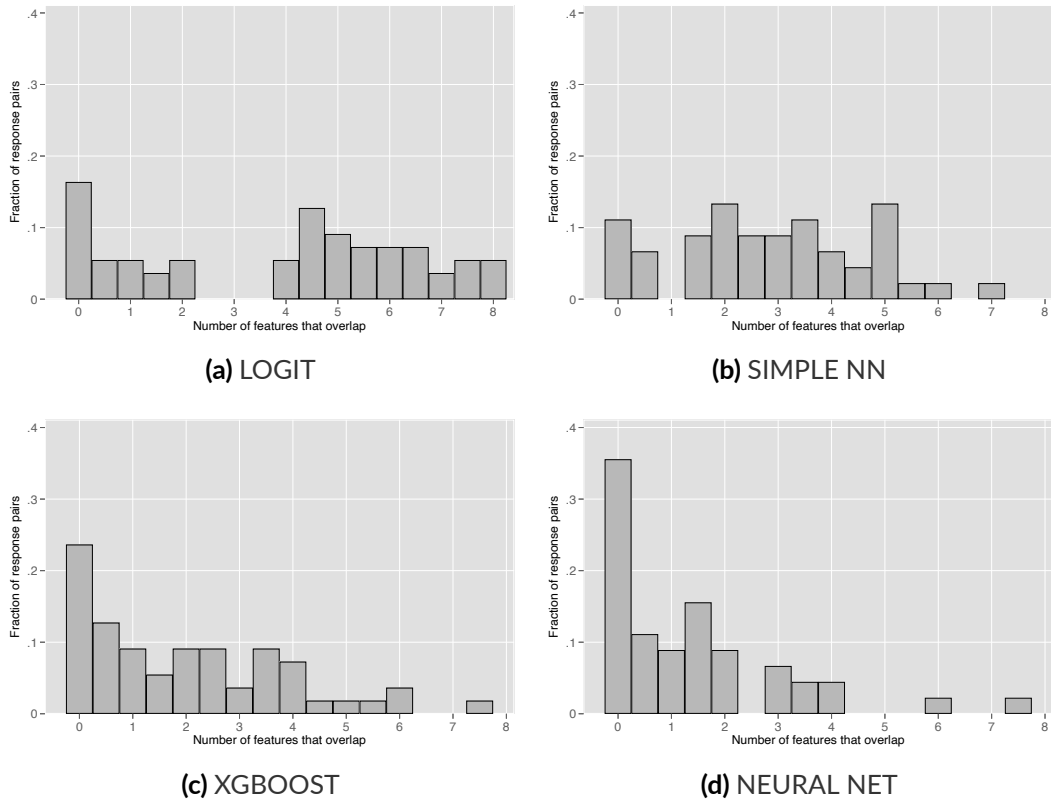 .4
.3
.2
.1
0
Fraction of response pairs
0 1 2 3 4 5 6 7 8
Number of features that overlap
(a) LOGIT
.4
.3
.2
.1
0
Fraction of response pairs
0 1 2 3 4 5 6 7 8
Number of features that overlap
(b) SIMPLE NN
.4
.3
.2
.1
0
Fraction of response pairs
0 1 2 3 4 5 6 7 8
Number of features that overlap
(c) XGBOOST
.4
.3
.2
.1
0
Fraction of response pairs
0 1 2 3 4 5 6 7 8
Number of features that overlap
(d) NEURAL NET